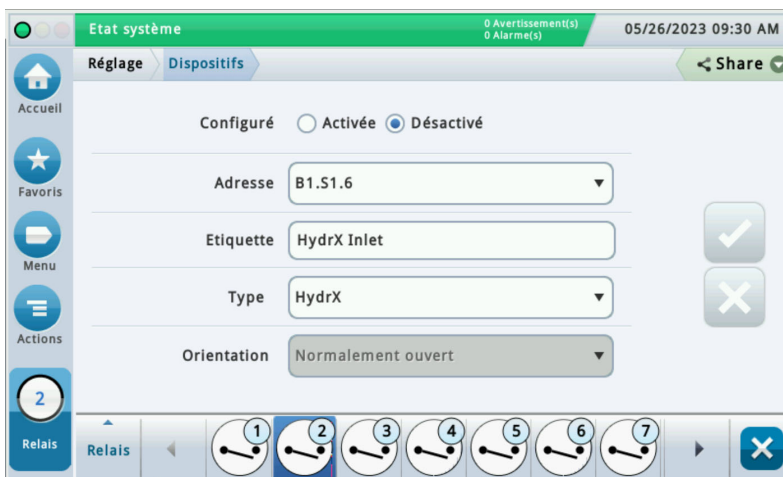 Etat système
0 Avertissement(s)
0 Alarme(s)
05/26/2023 09:30 AM
Réglage
Dispositifs
Share
Accueil
Favoris
Menu
Actions
2
Relais
Configuré
Activée
Désactivé
Adresse
B1.S1.6
Etiquette
HydrX Inlet
Type
HydrX
Orientation
Normalement ouvert
Relais
1
2
3
4
5
6
7